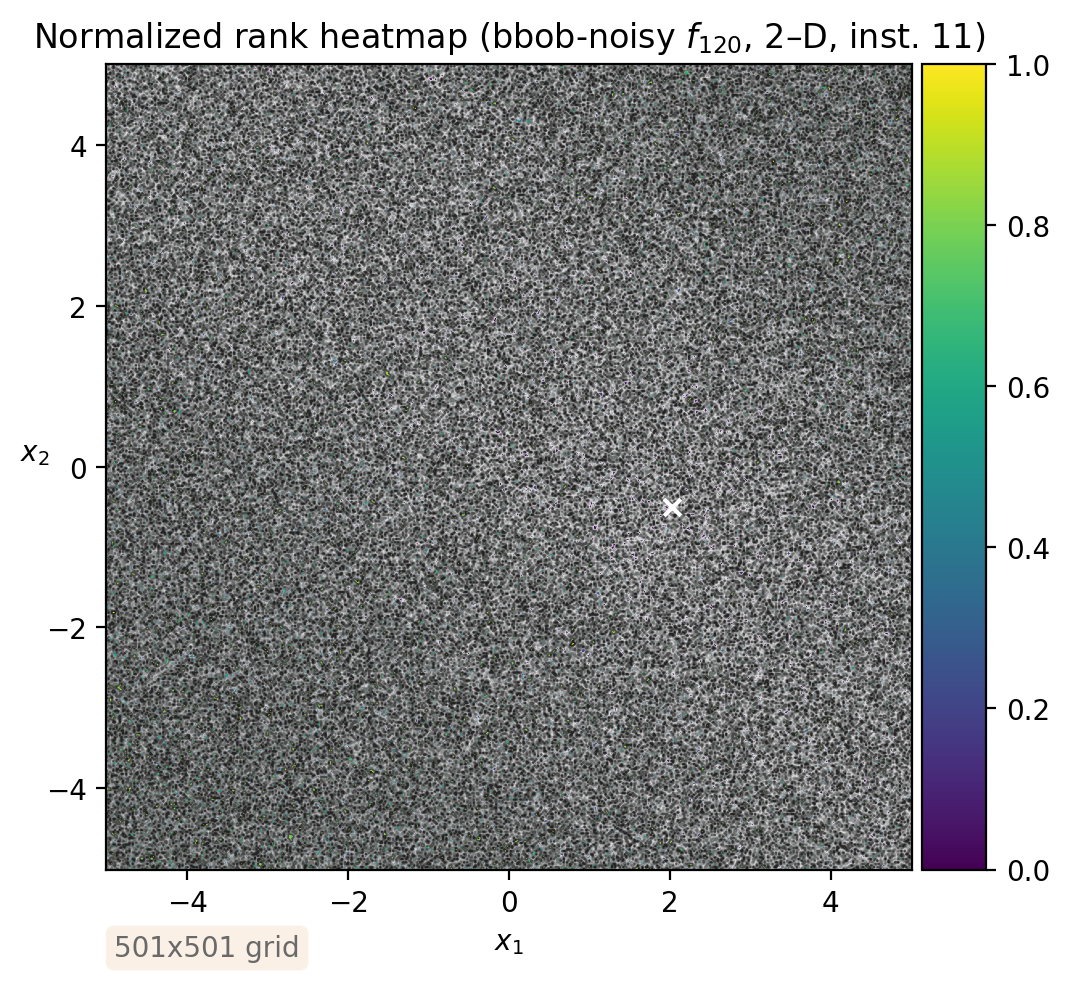 Normalized rank heatmap (bbob-noisy f₁₂₀, 2–D, inst. 11)
1.0
0.8
0.6
0.4
0.2
0.0
4
2
0
−2
−4
x₂
−4 −2 0 2 4
x₁
501x501 grid